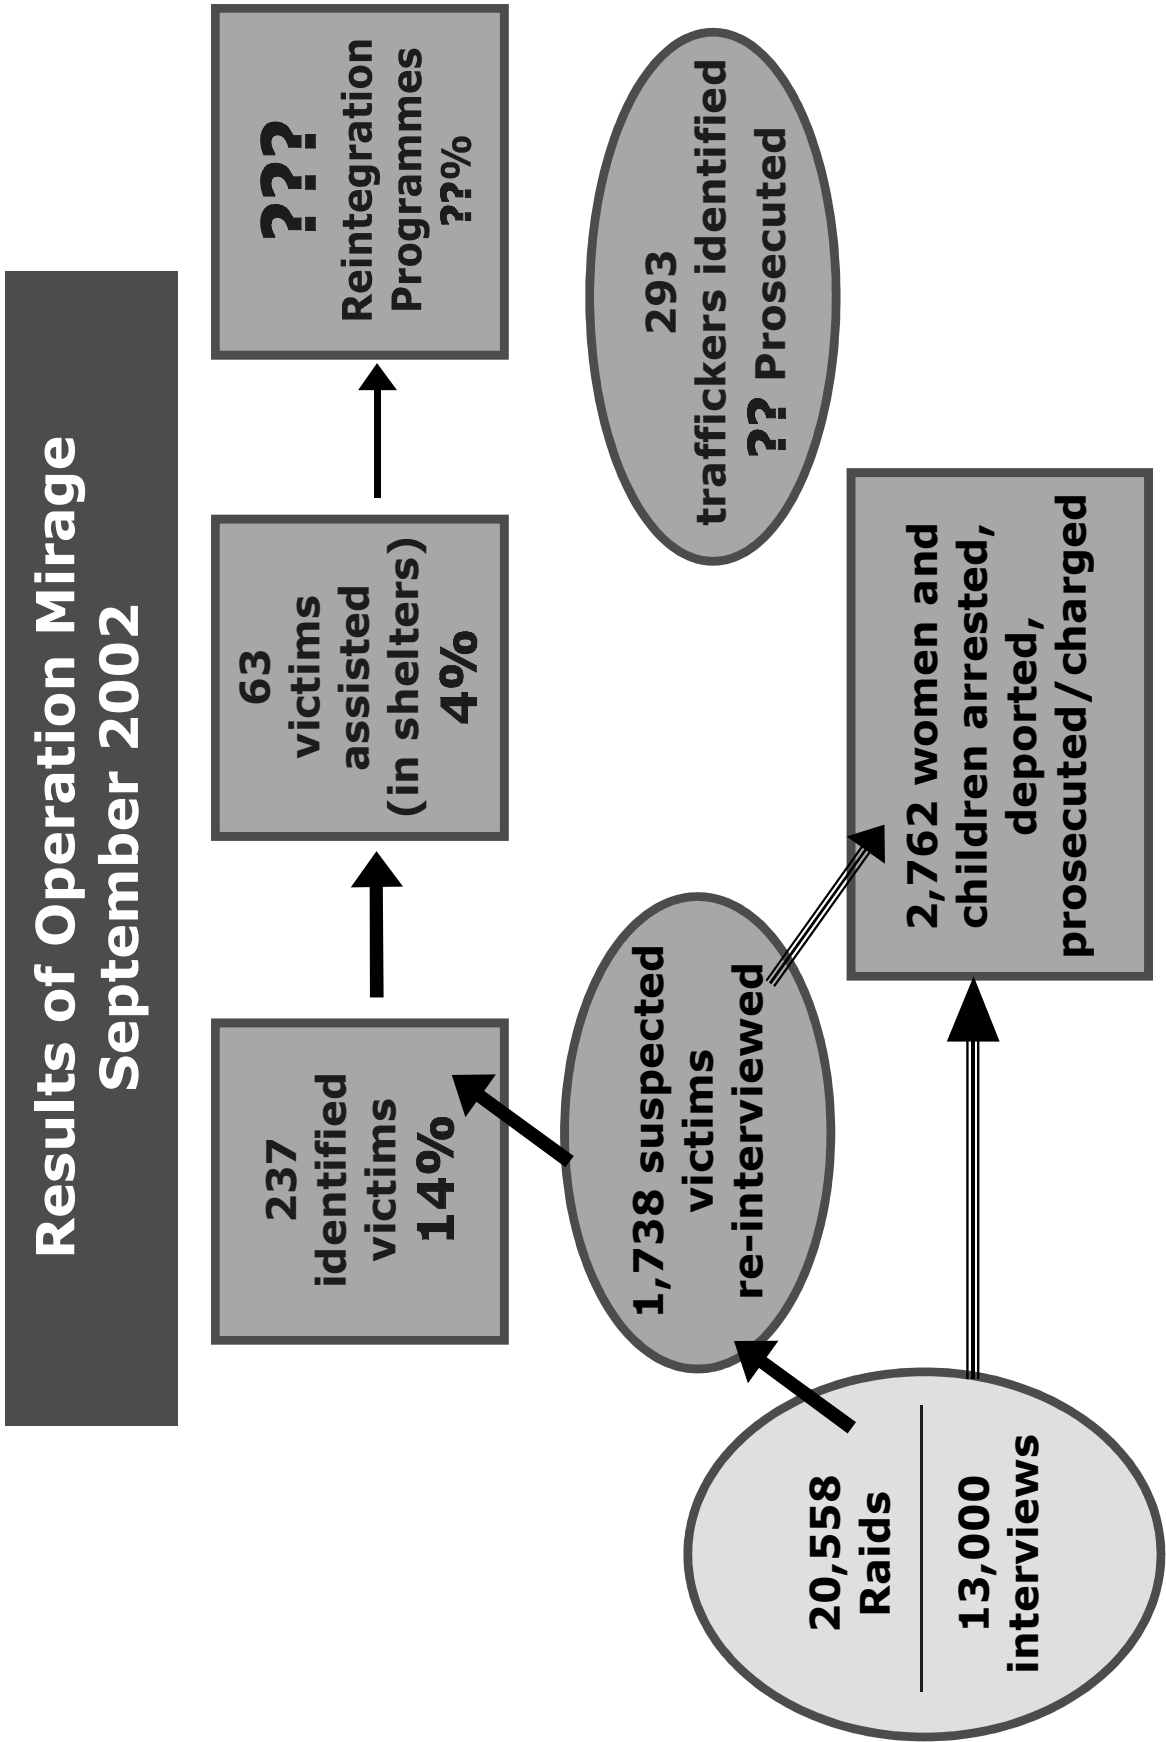 Results of Operation Mirage
September 2002
237
identified
victims
14%
63
victims
assisted
(in shelters)
4%
???
Reintegration
Programmes
??%
1,738 suspected
victims
re-interviewed
293
traffickers identified
?? Prosecuted
20,558
Raids
13,000
interviews
2,762 women and
children arrested,
deported,
prosecuted/charged